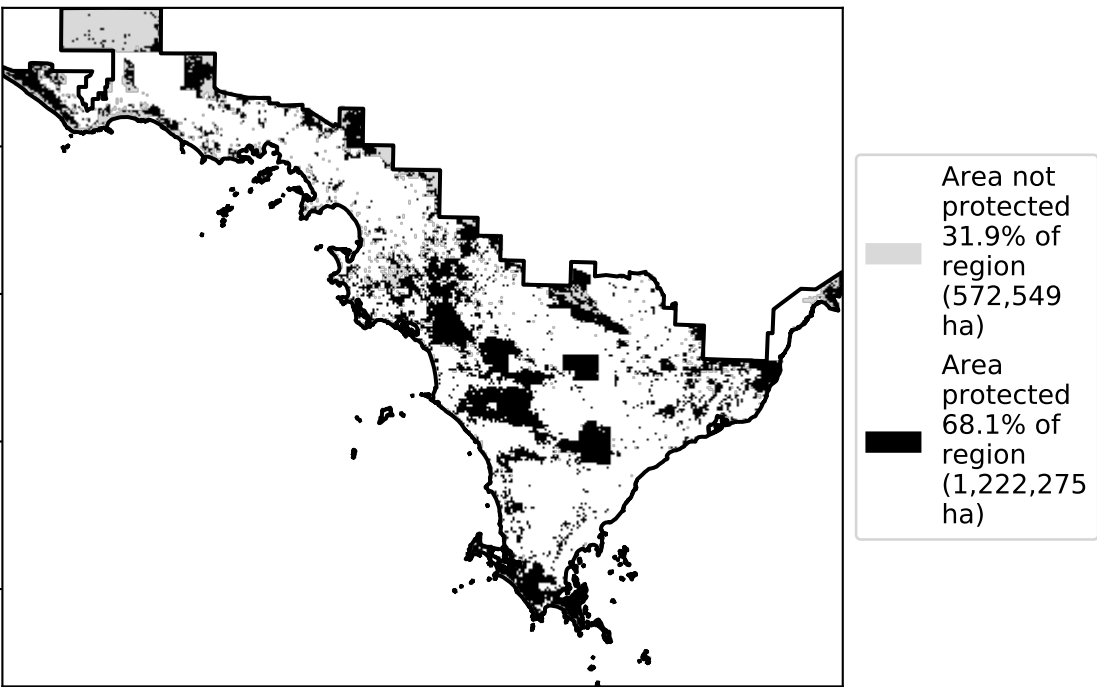 Area not
protected
31.9% of
region
(572,549
ha)
Area
protected
68.1% of
region
(1,222,275
ha)